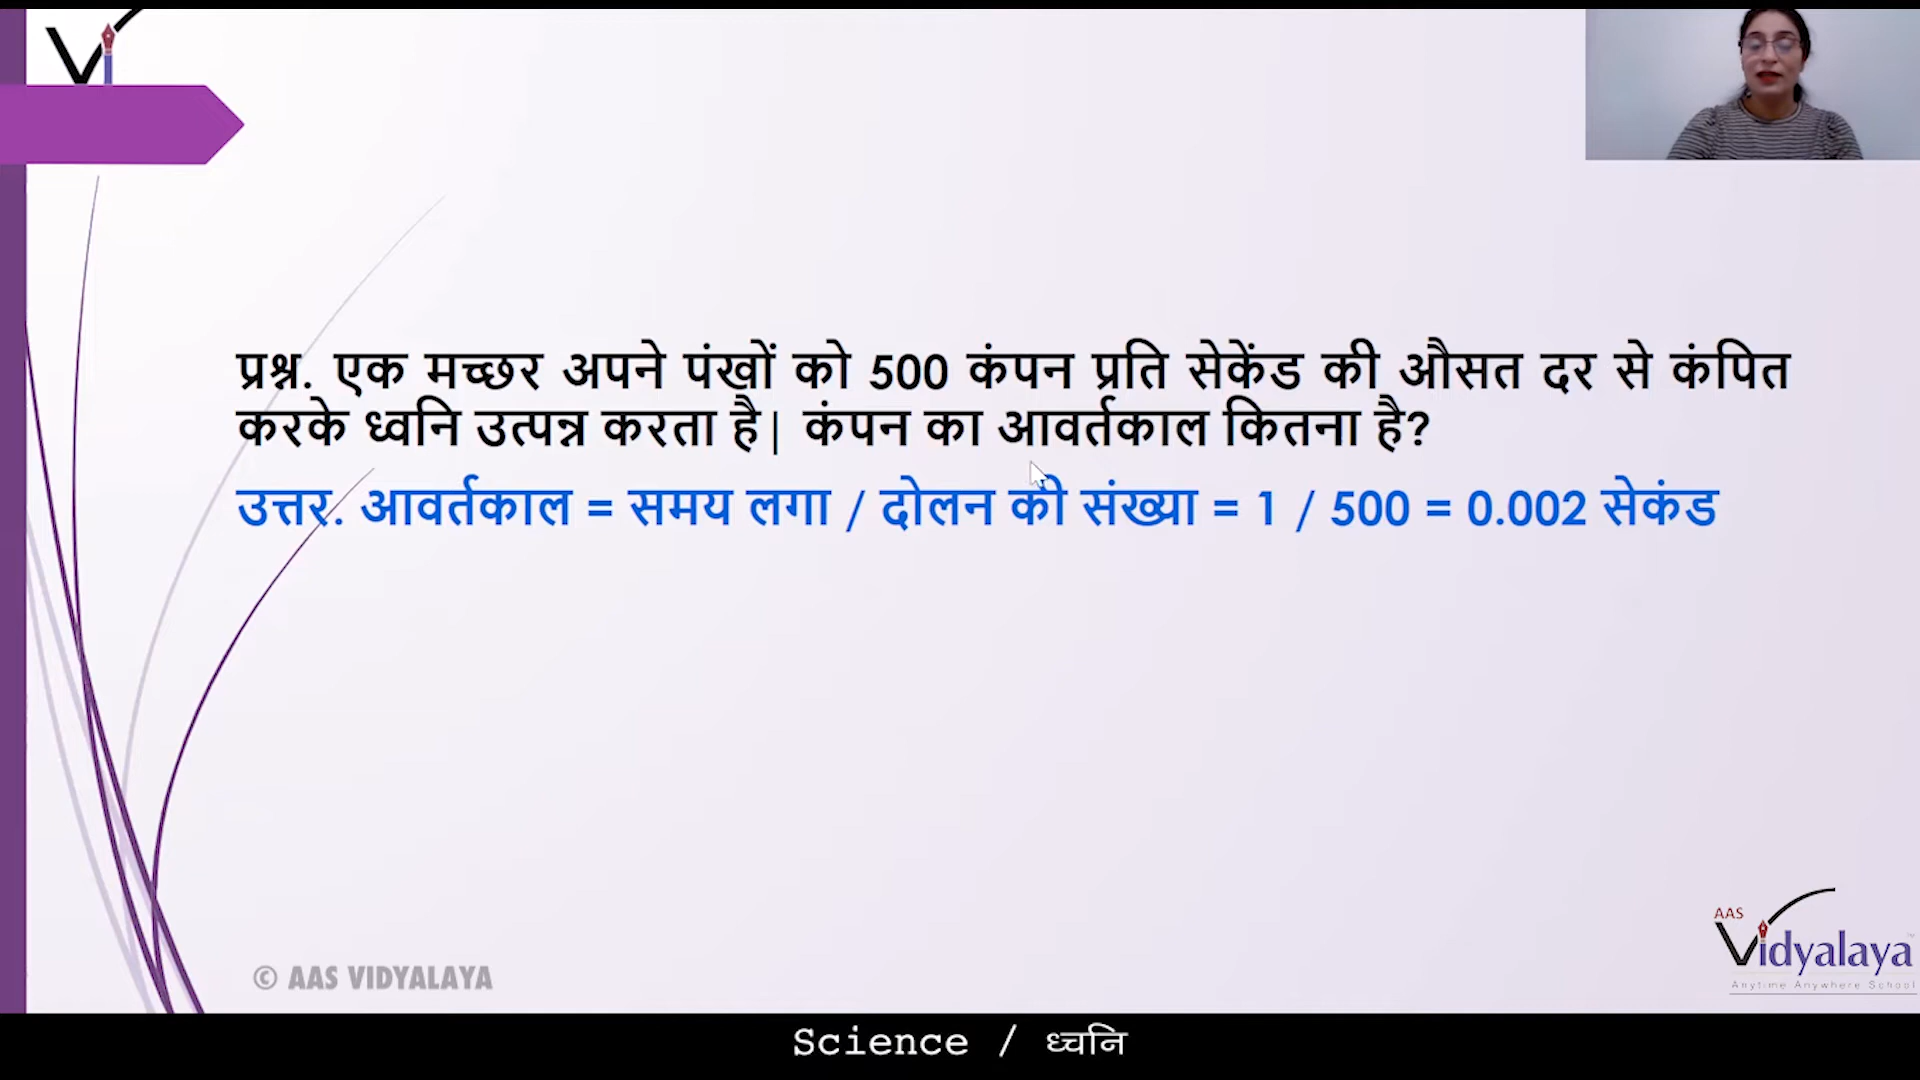 Vi
प्रश्न. एक मच्छर अपने पंखों को 500 कंपन प्रति सेकेंड की औसत दर से कंपित
करके ध्वनि उत्पन्न करता है| कंपन का आवर्तकाल कितना है?
उत्तर. आवर्तकाल = समय लगा / दोलन की संख्या = 1 / 500 = 0.002 सेकंड
AAS
Vidyalaya
Anytime Anywhere School
© AAS VIDYALAYA
Science / ध्वनि